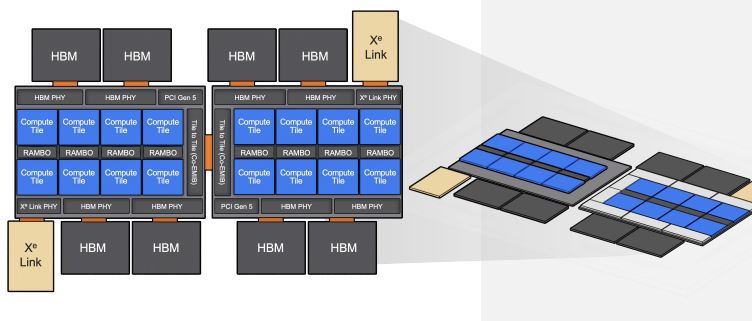 HBM
HBM
Xe
Link
HBM
HBM
HBM PHY
HBM PHY
PCI Gen 5
Compute
Tile
Compute
Tile
Compute
Tile
Compute
Tile
RAMBO
RAMBO
RAMBO
RAMBO
Compute
Tile
Compute
Tile
Compute
Tile
Compute
Tile
Tile to Tile (Co-EMIB)
Xe Link PHY
HBM PHY
HBM PHY
HBM PHY
HBM PHY
Xe Link PHY
Tile to Tile (Co-EMIB)
Compute
Tile
Compute
Tile
Compute
Tile
Compute
Tile
RAMBO
RAMBO
RAMBO
RAMBO
Compute
Tile
Compute
Tile
Compute
Tile
Compute
Tile
PCI Gen 5
HBM PHY
HBM PHY
Xe
Link
HBM
HBM
HBM
HBM